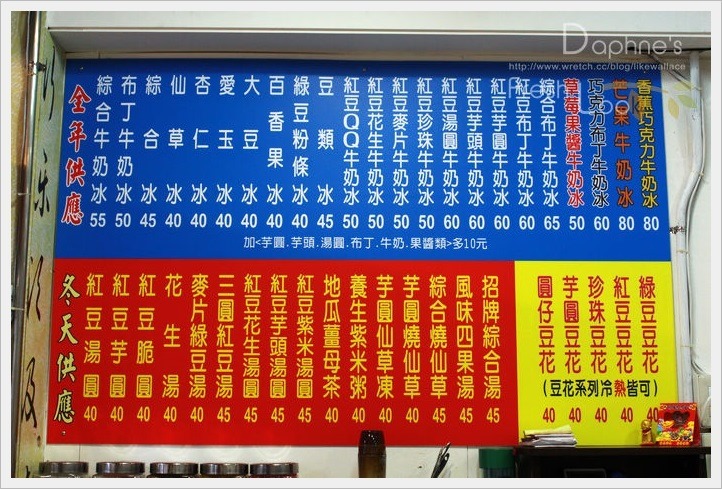 Daphne's
http://www.wretch.cc/blog/likewallace
全年供應
綜合牛奶冰 55
布丁牛奶冰 50
綜合冰 45
仙草冰 40
杏仁冰 40
愛玉冰 40
大豆冰 40
百香果冰 40
綠豆粉條冰 40
豆類冰 45
紅豆QQ牛奶冰 50
紅豆花生牛奶冰 50
紅豆麥片牛奶冰 50
紅豆珍珠牛奶冰 50
紅豆湯圓牛奶冰 60
紅豆芋頭牛奶冰 60
紅豆芋圓牛奶冰 60
紅豆布丁牛奶冰 60
綜合布丁牛奶冰 65
草莓果醬牛奶冰 50
巧克力布丁牛奶冰 60
芒果牛奶冰 80
香蕉巧克力牛奶冰 80
加<芋圓.芋頭.湯圓.布丁.牛奶.果醬類>多10元
冬天供應
紅豆湯圓 40
紅豆芋圓 40
紅豆脆圓 40
花生湯 40
麥片綠豆湯 40
三圓紅豆湯 45
紅豆花生湯圓 45
紅豆芋頭湯圓 45
紅豆紫米湯圓 45
地瓜薑母茶 40
養生紫米粥 40
芋圓仙草凍 40
芋圓燒仙草 40
綜合燒仙草 45
風味四果湯 45
招牌綜合湯 45
圓仔豆花 40
芋圓豆花 40
珍珠豆花 40
紅豆豆花 40
綠豆豆花 40
(豆花系列冷熱皆可)